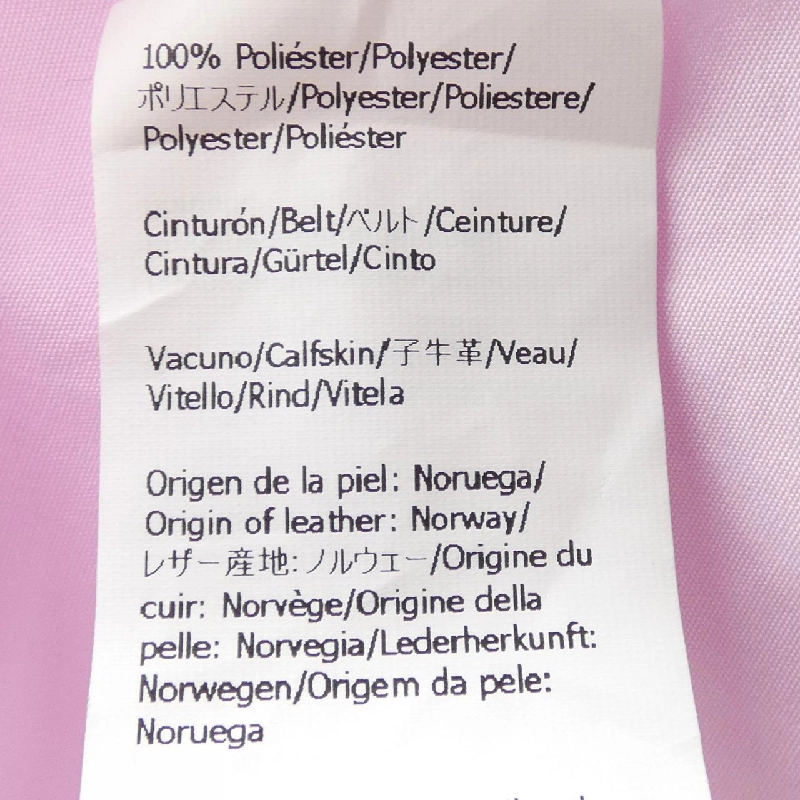 100% Poliéster/Polyester/
ポリエステル/Polyester/Poliestere/
Polyester/Poliéster
Cinturón/Belt/ベルト/Ceinture/
Cintura/Gürtel/Cinto
Vacuno/Calfskin/子牛革/Veau/
Vitello/Rind/Vitela
Origen de la piel: Noruega/
Origin of leather: Norway/
レザー産地: ノルウェー/Origine du
cuir: Norvège/Origine della
pelle: Norvegia/Lederherkunft:
Norwegen/Origem da pele:
Noruega